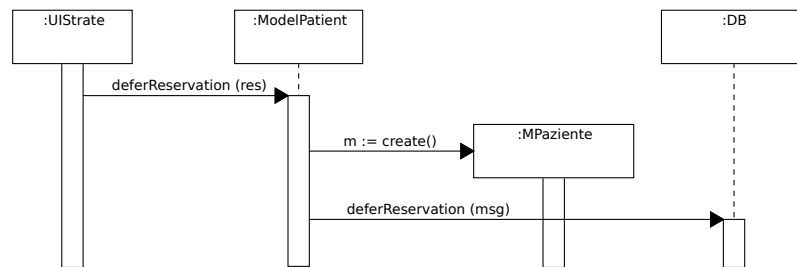 :UIStrate
:ModelPatient
:DB
deferReservation (res)
m := create()
:MPaziente
deferReservation (msg)